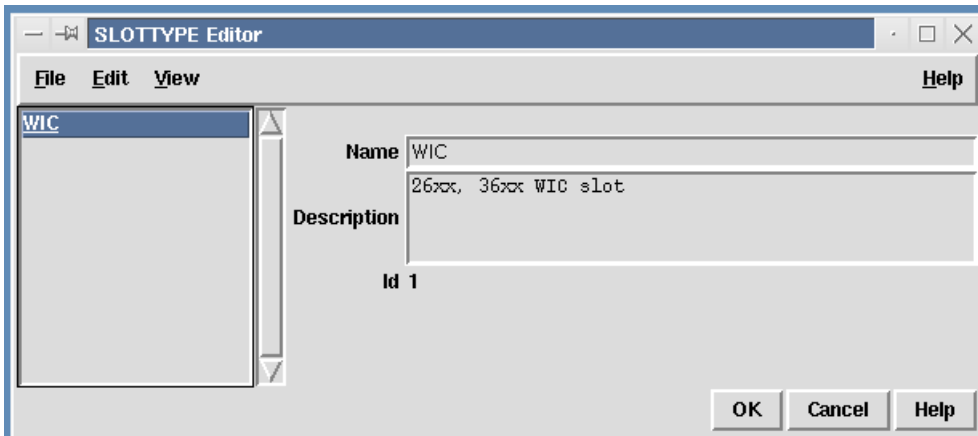 SLOTTYPE Editor
File Edit View Help
WIC
Name WIC
Description 26xx, 36xx WIC slot
Id 1
OK Cancel Help